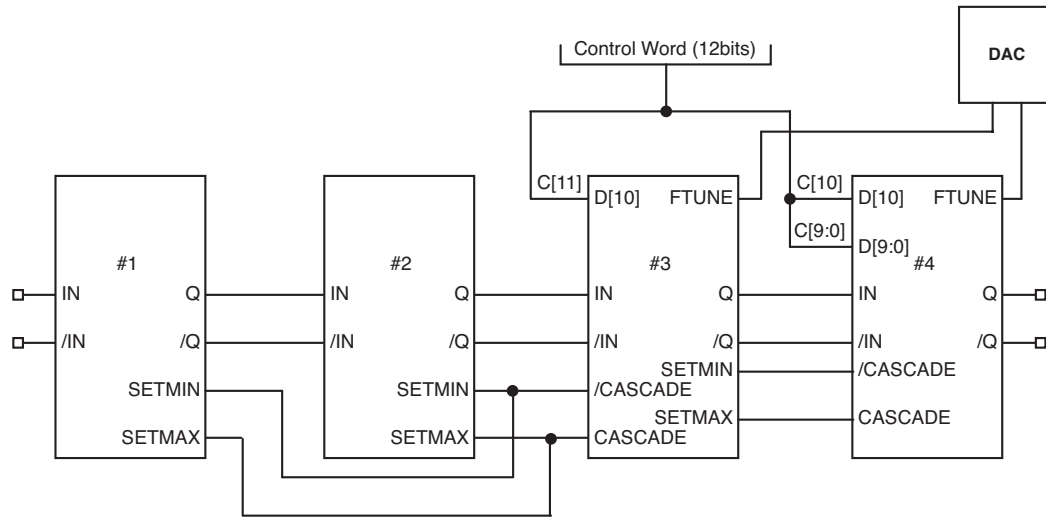 Control Word (12bits)
DAC
C[11]
D[10]
FTUNE
C[10]
D[10]
FTUNE
C[9:0]
D[9:0]
#1
#2
#3
#4
IN
Q
IN
Q
IN
Q
IN
Q
/IN
/Q
/IN
/Q
/IN
/Q
/IN
/Q
SETMIN
/CASCADE
SETMIN
SETMIN
/CASCADE
SETMAX
CASCADE
SETMAX
SETMAX
CASCADE